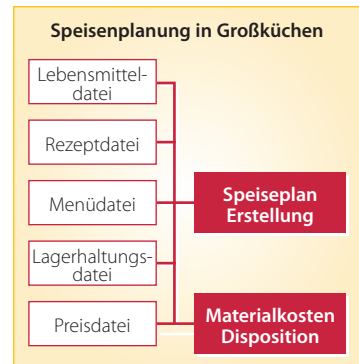 Speisenplanung in Großküchen
Lebensmittel-
datei
Rezeptdatei
Menüdatei
Speiseplan
Erstellung
Lagerhaltungs-
datei
Preisdatei
Materialkosten
Disposition